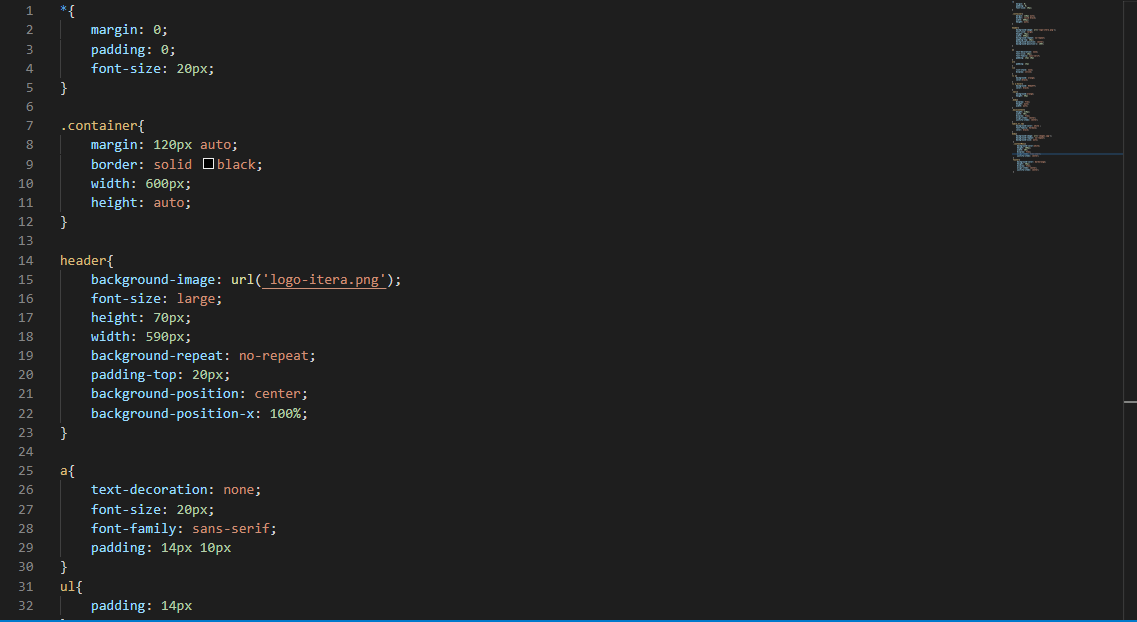 1 *{
2 margin: 0;
3 padding: 0;
4 font-size: 20px;
5 }
6
7 .container{
8 margin: 120px auto;
9 border: solid black;
10 width: 600px;
11 height: auto;
12 }
13
14 header{
15 background-image: url('logo-itera.png');
16 font-size: large;
17 height: 70px;
18 width: 590px;
19 background-repeat: no-repeat;
20 padding-top: 20px;
21 background-position: center;
22 background-position-x: 100%;
23 }
24
25 a{
26 text-decoration: none;
27 font-size: 20px;
28 font-family: sans-serif;
29 padding: 14px 10px
30 }
31 ul{
32 padding: 14px